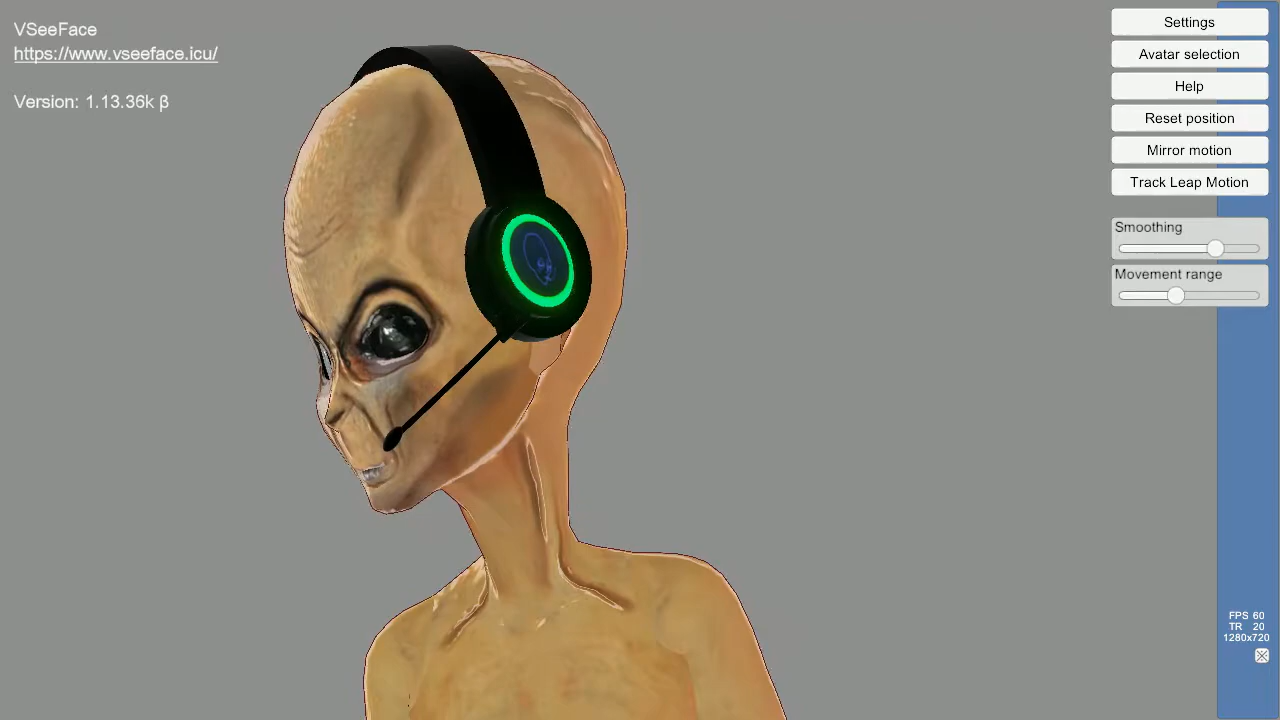 VSeeFace
https://www.vseeface.icu/
Version: 1.13.36k β
Settings
Avatar selection
Help
Reset position
Mirror motion
Track Leap Motion
Smoothing
Movement range
FPS 60
TR 20
1280x720